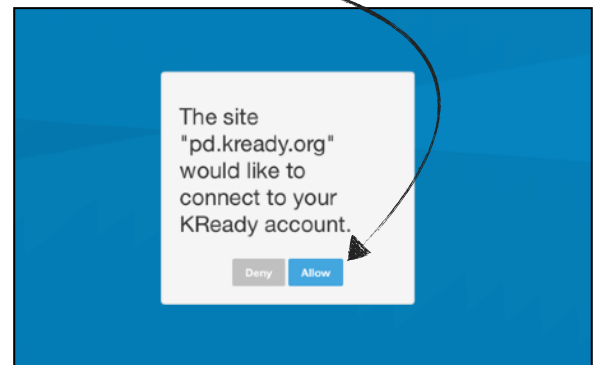 The site
"pd.kready.org"
would like to
connect to your
KReady account.
Deny Allow